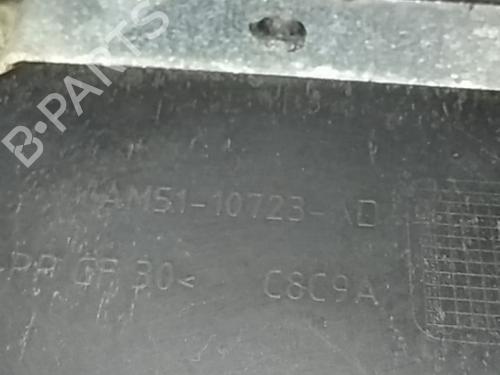 B-PARTS
AM51-10723-AD
>PP GF 30<
C8C9A